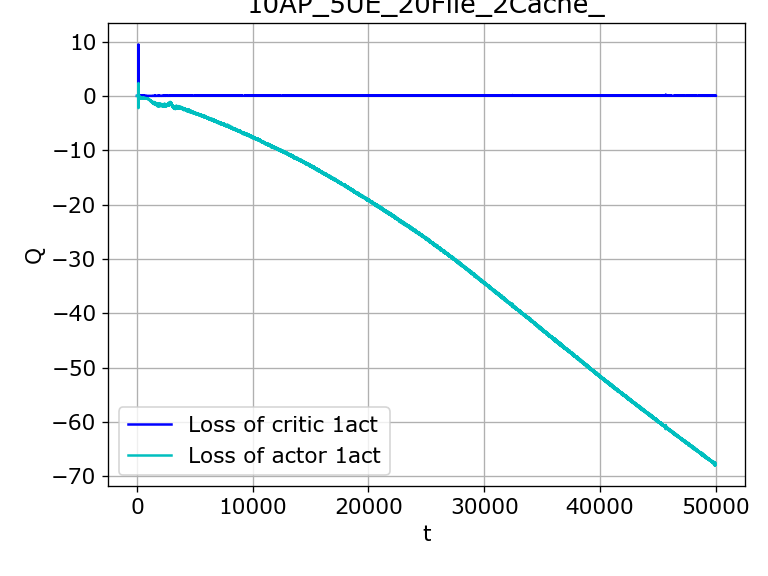 10AP_5UE_20File_2Cache_
10
0
−10
−20
−30
−40
−50
−60
−70
Q
Loss of critic 1act
Loss of actor 1act
0 10000 20000 30000 40000 50000
t